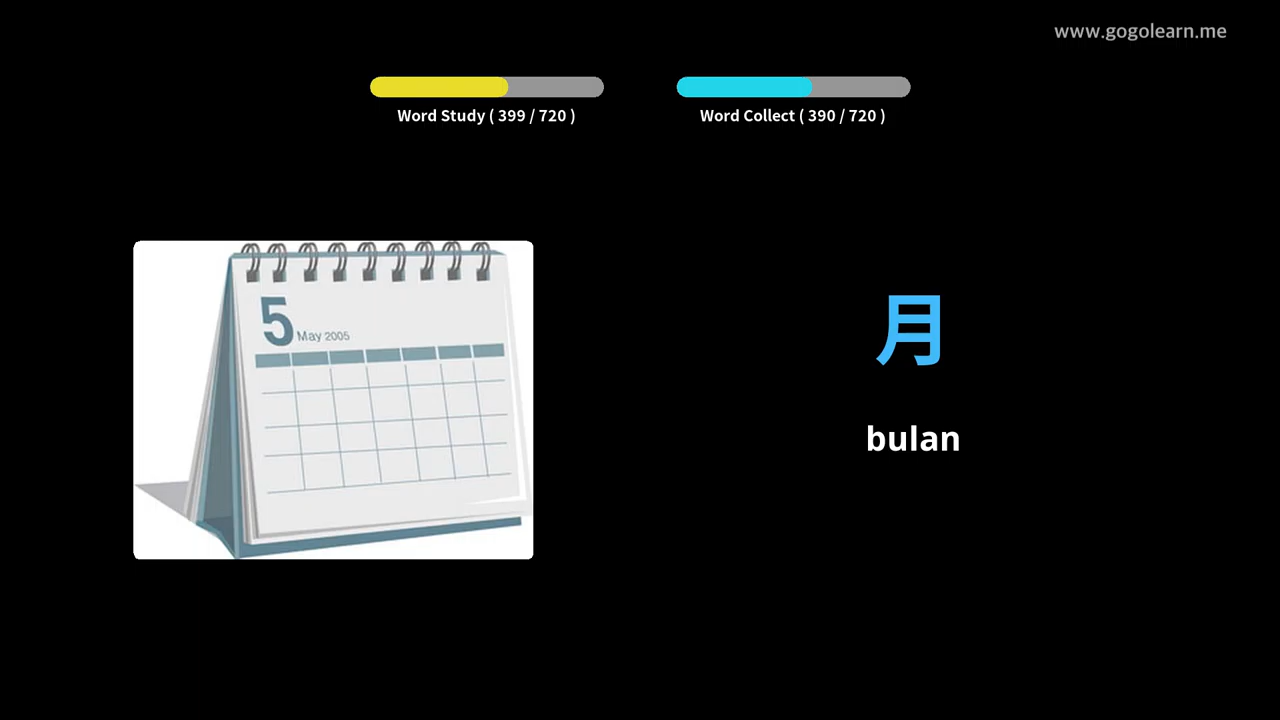 www.gogolearn.me
Word Study ( 399 / 720 )
Word Collect ( 390 / 720 )
5 May 2005
月
bulan